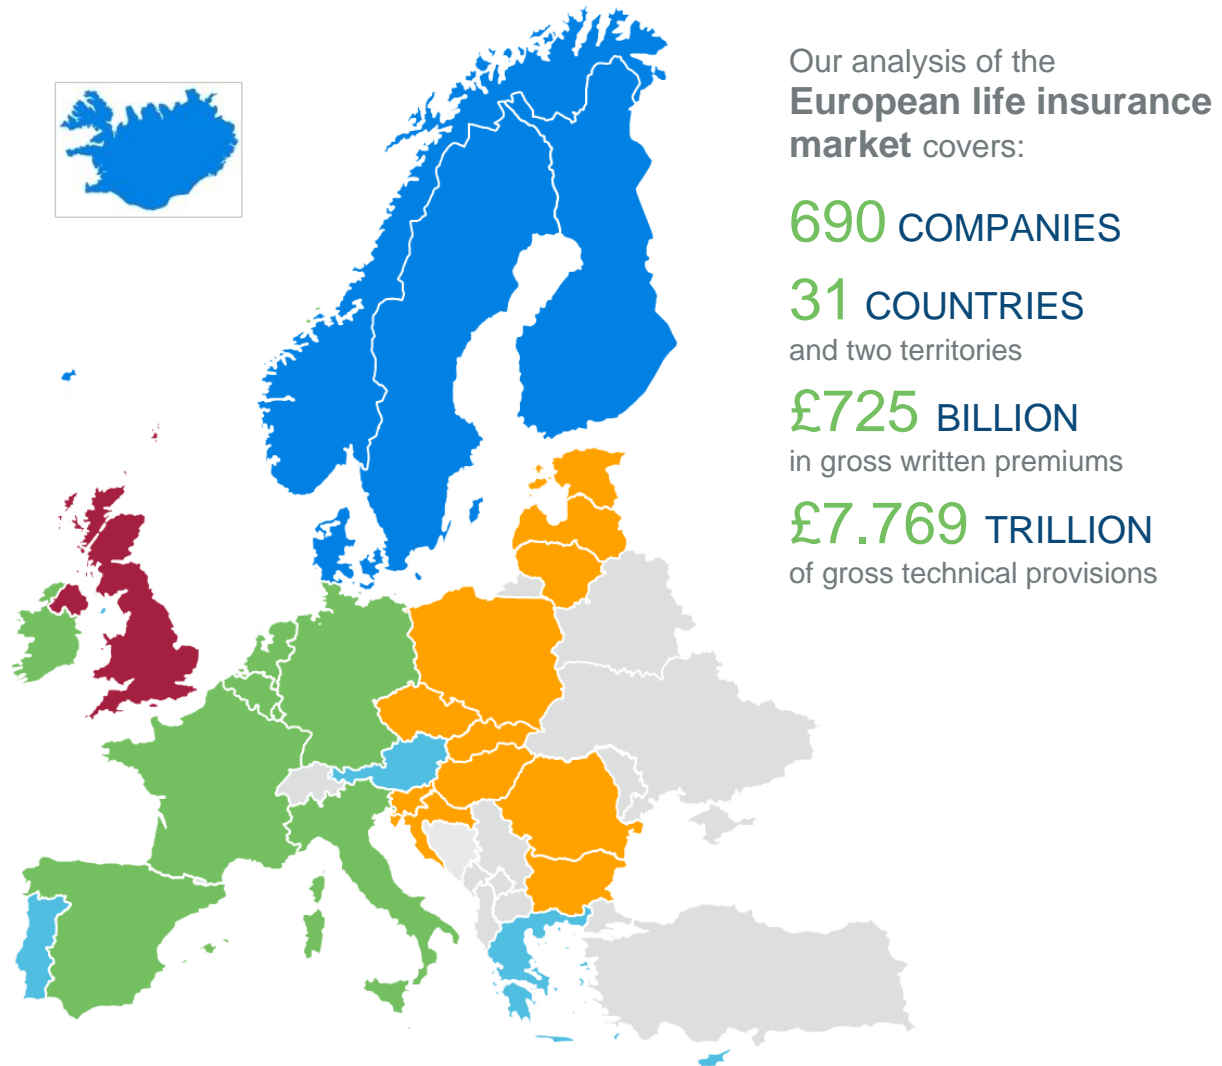 Our analysis of the
European life insurance
market covers:
690 COMPANIES
31 COUNTRIES
and two territories
£725 BILLION
in gross written premiums
£7.769 TRILLION
of gross technical provisions